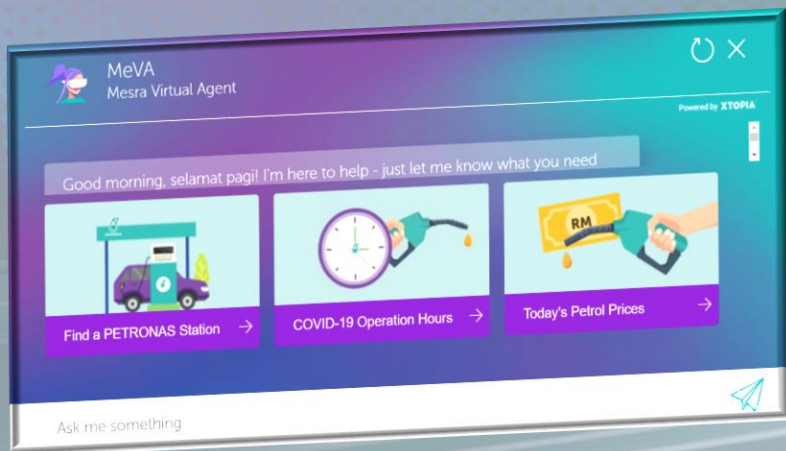 MeVA
Mesra Virtual Agent
Powered by XTOPIA
Good morning, selamat pagi! I'm here to help - just let me know what you need
RM
Find a PETRONAS Station
COVID-19 Operation Hours
Today's Petrol Prices
Ask me something